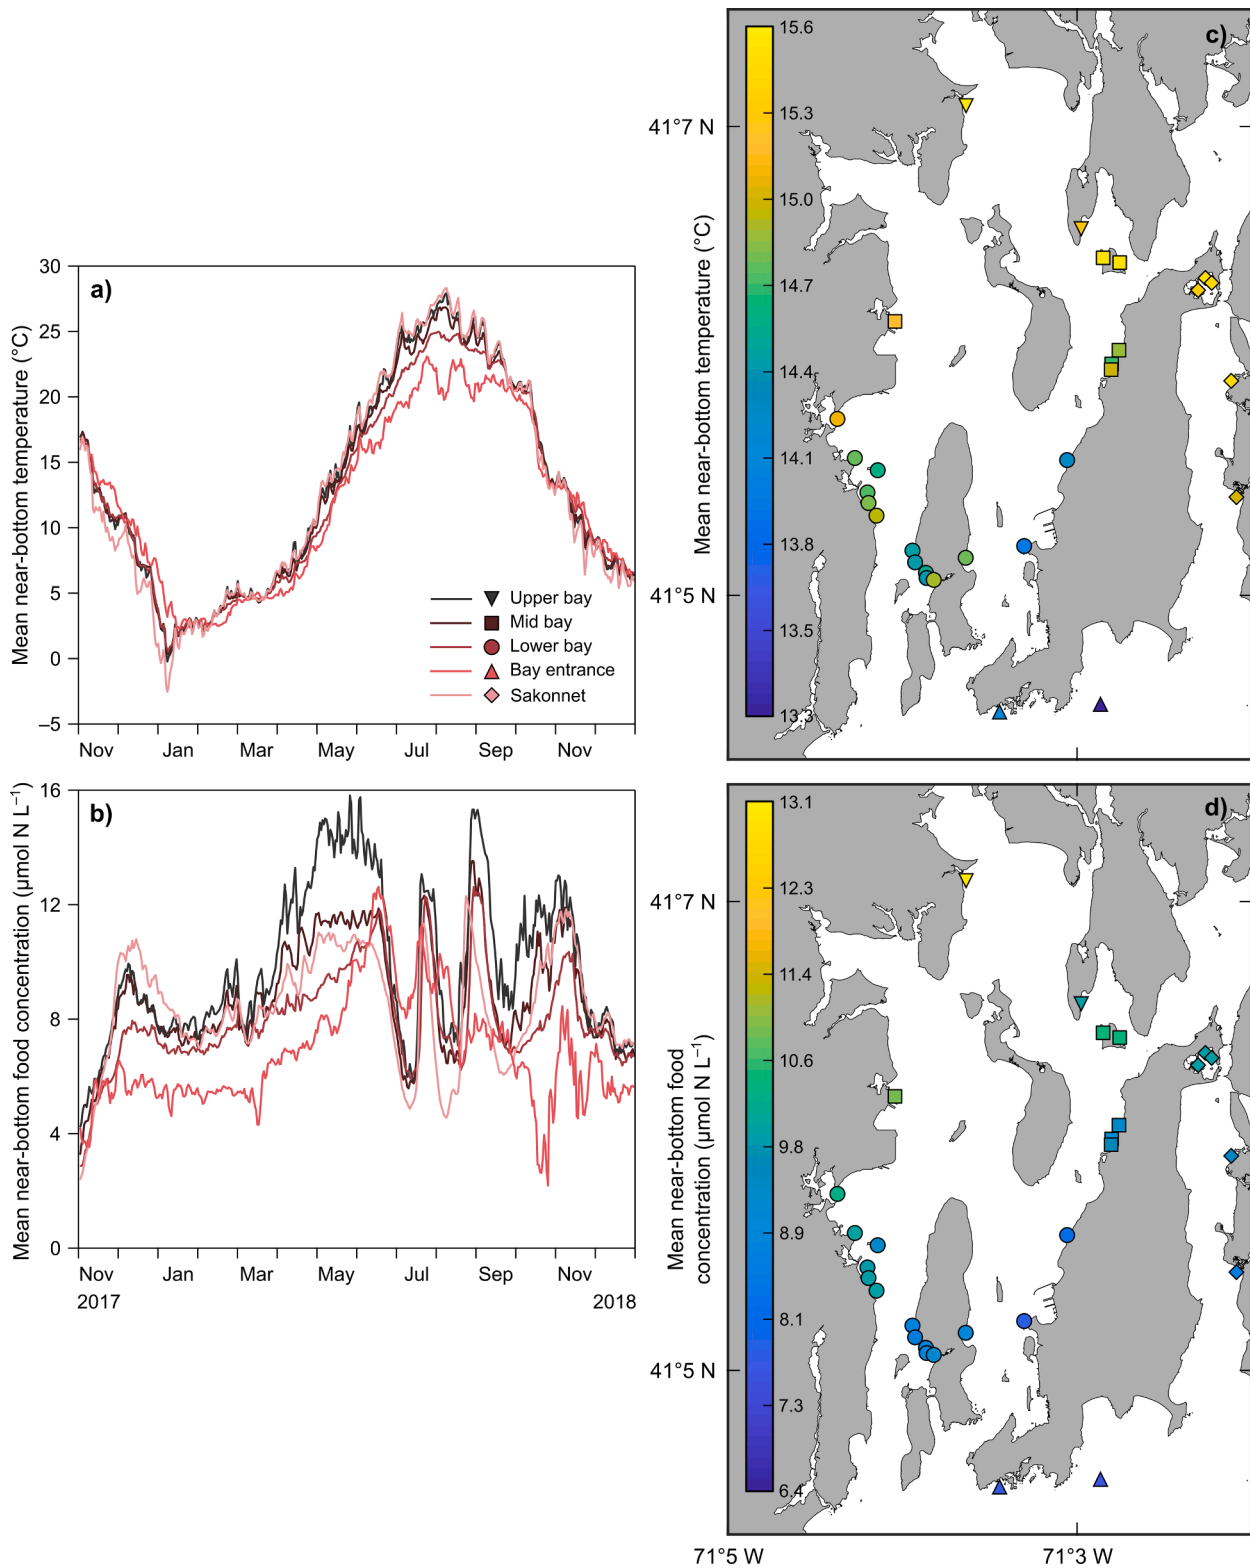 a)
Mean near-bottom temperature (°C)
30
25
20
15
10
5
0
–5
Nov Jan Mar May Jul Sep Nov
Upper bay
Mid bay
Lower bay
Bay entrance
Sakonnet
b)
Mean near-bottom food concentration (µmol N L–1)
16
12
8
4
0
Nov Jan Mar May Jul Sep Nov
2017 2018
c)
Mean near-bottom temperature (°C)
15.6
15.3
15.0
14.7
14.4
14.1
13.8
13.5
13.3
41°7 N
41°5 N
d)
Mean near-bottom food
concentration (µmol N L–1)
13.1
12.3
11.4
10.6
9.8
8.9
8.1
7.3
6.4
41°7 N
41°5 N
71°5 W 71°3 W